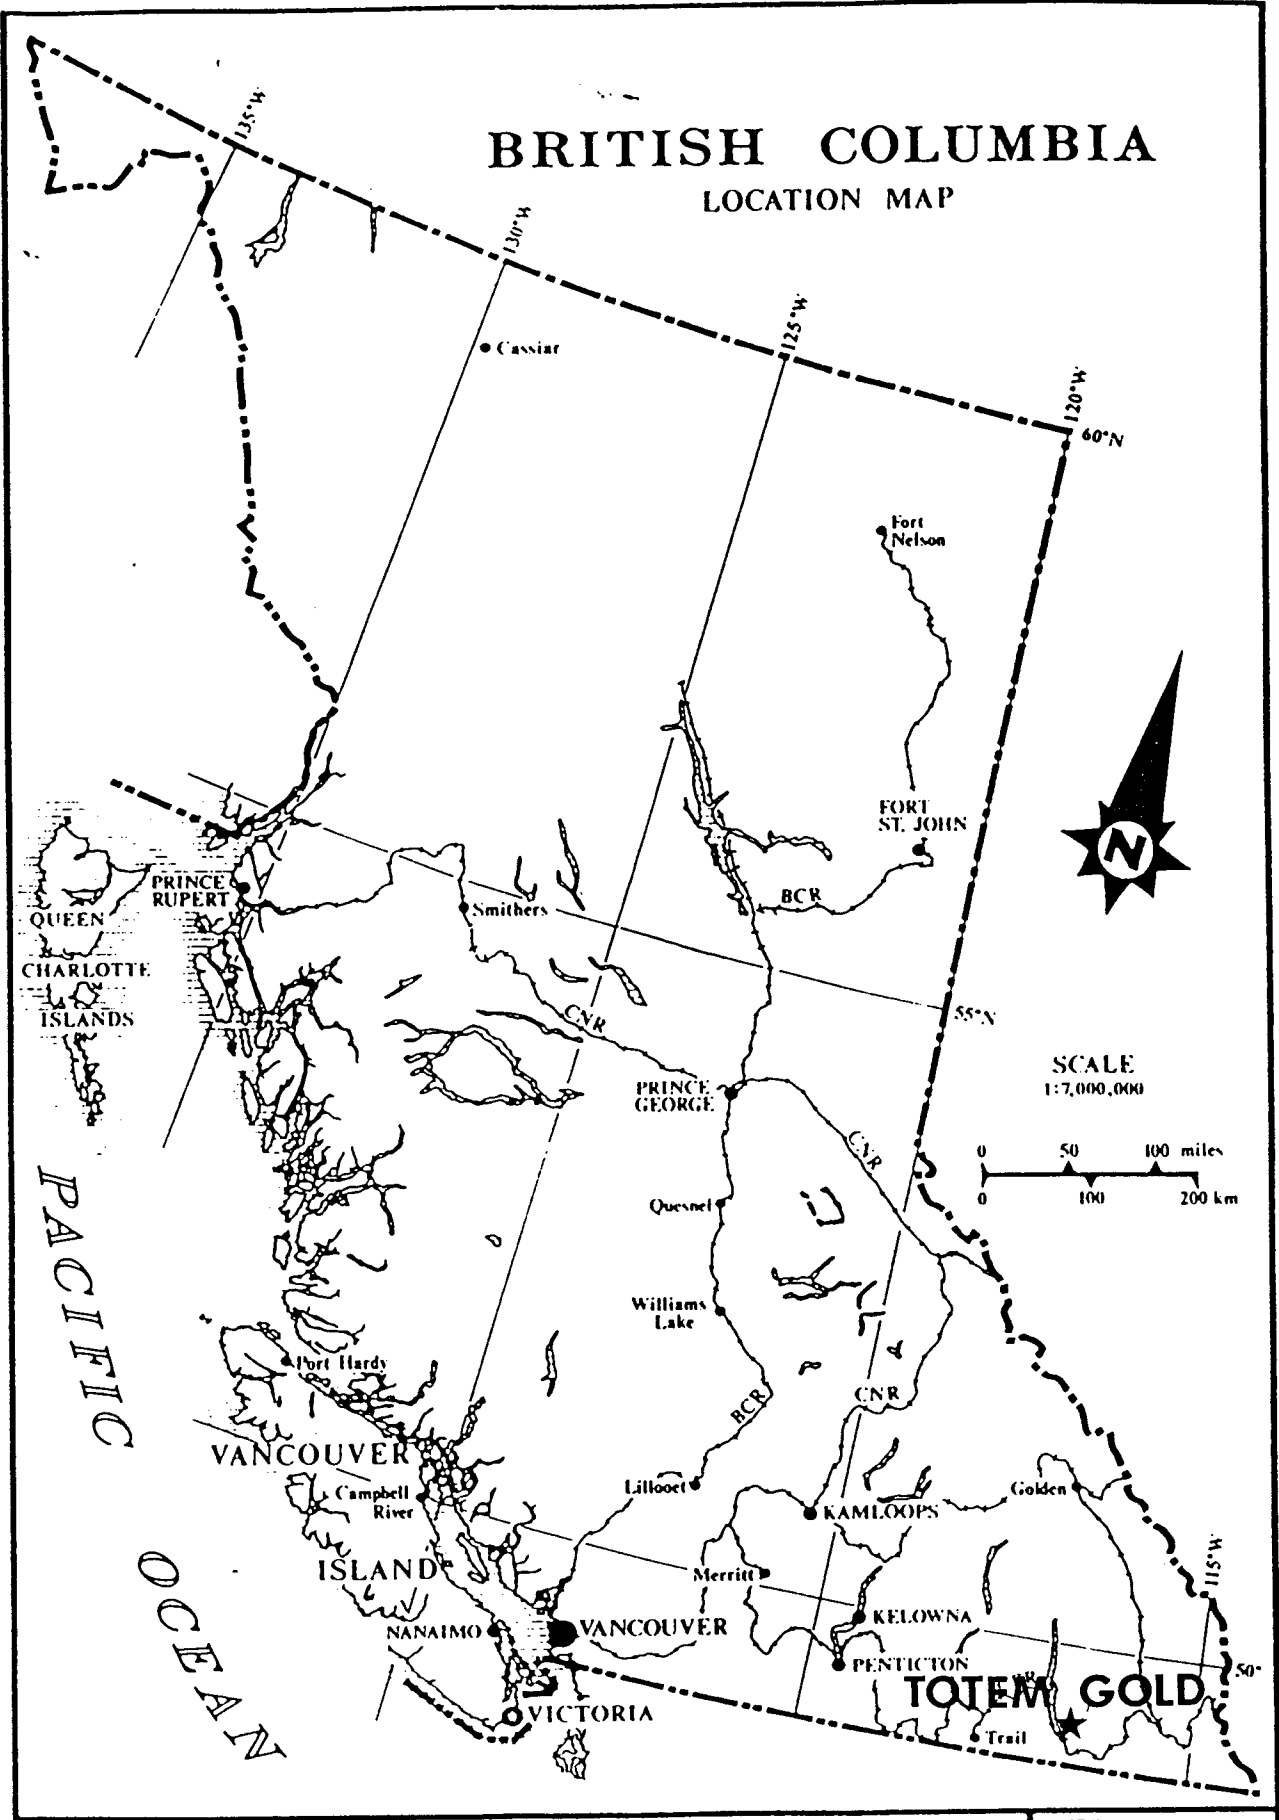 BRITISH COLUMBIA
LOCATION MAP
135°W
130°W
125°W
120°W
60°N
Cassiar
Fort
Nelson
FORT
ST. JOHN
N
BCR
PRINCE
RUPERT
Smithers
QUEEN
CHARLOTTE
ISLANDS
CNR
55°N
SCALE
1:7,000,000
0 50 100 miles
0 100 200 km
PRINCE
GEORGE
CNR
Quesnel
Williams
Lake
PACIFIC
OCEAN
Port Hardy
BCR
CNR
VANCOUVER
ISLAND
Campbell
River
Lillooet
KAMLOOPS
Golden
Merritt
115°W
KELOWNA
NANAIMO
VANCOUVER
PENTICTON
50°
TOTEM GOLD
VICTORIA
Trail